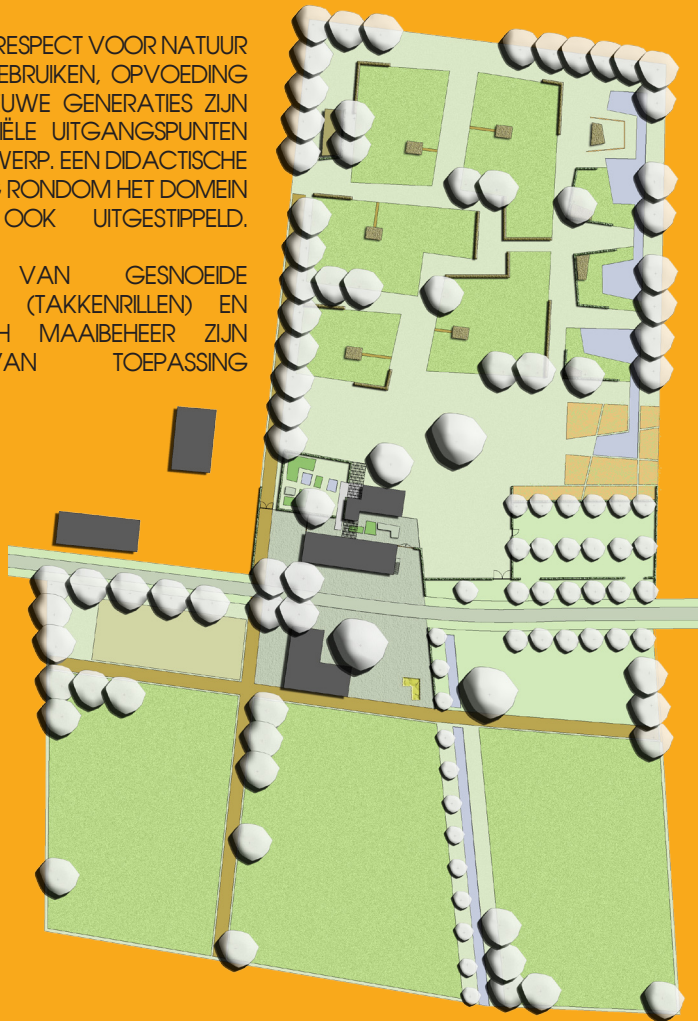 RESPECT VOOR NATUUR
EBRUIKEN, OPVOEDING
UWE GENERATIES ZIJN
IËLE UITGANGSPUNTEN
WERP. EEN DIDACTISCHE
G RONDOM HET DOMEIN
OOK UITGESTIPPELD.
VAN GESNOEIDE
(TAKKENRILLEN) EN
H MAAIBEHEER ZIJN
VAN TOEPASSING